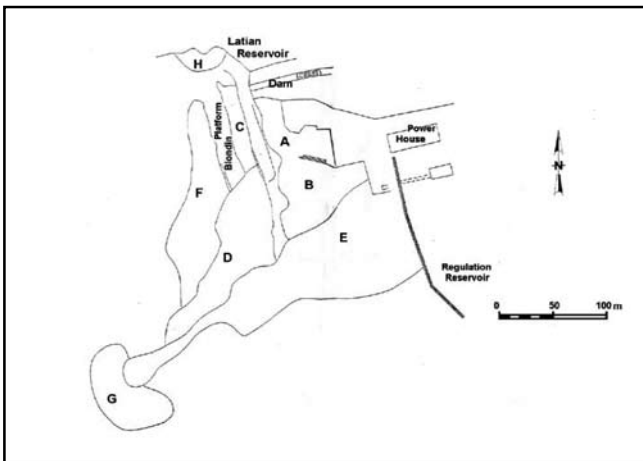 Latian
Reservoir
H
Dam
Platform
Blondin
C
A
Power
House
N
F
B
D
E
Regulation
Reservoir
0 50 100 m
G